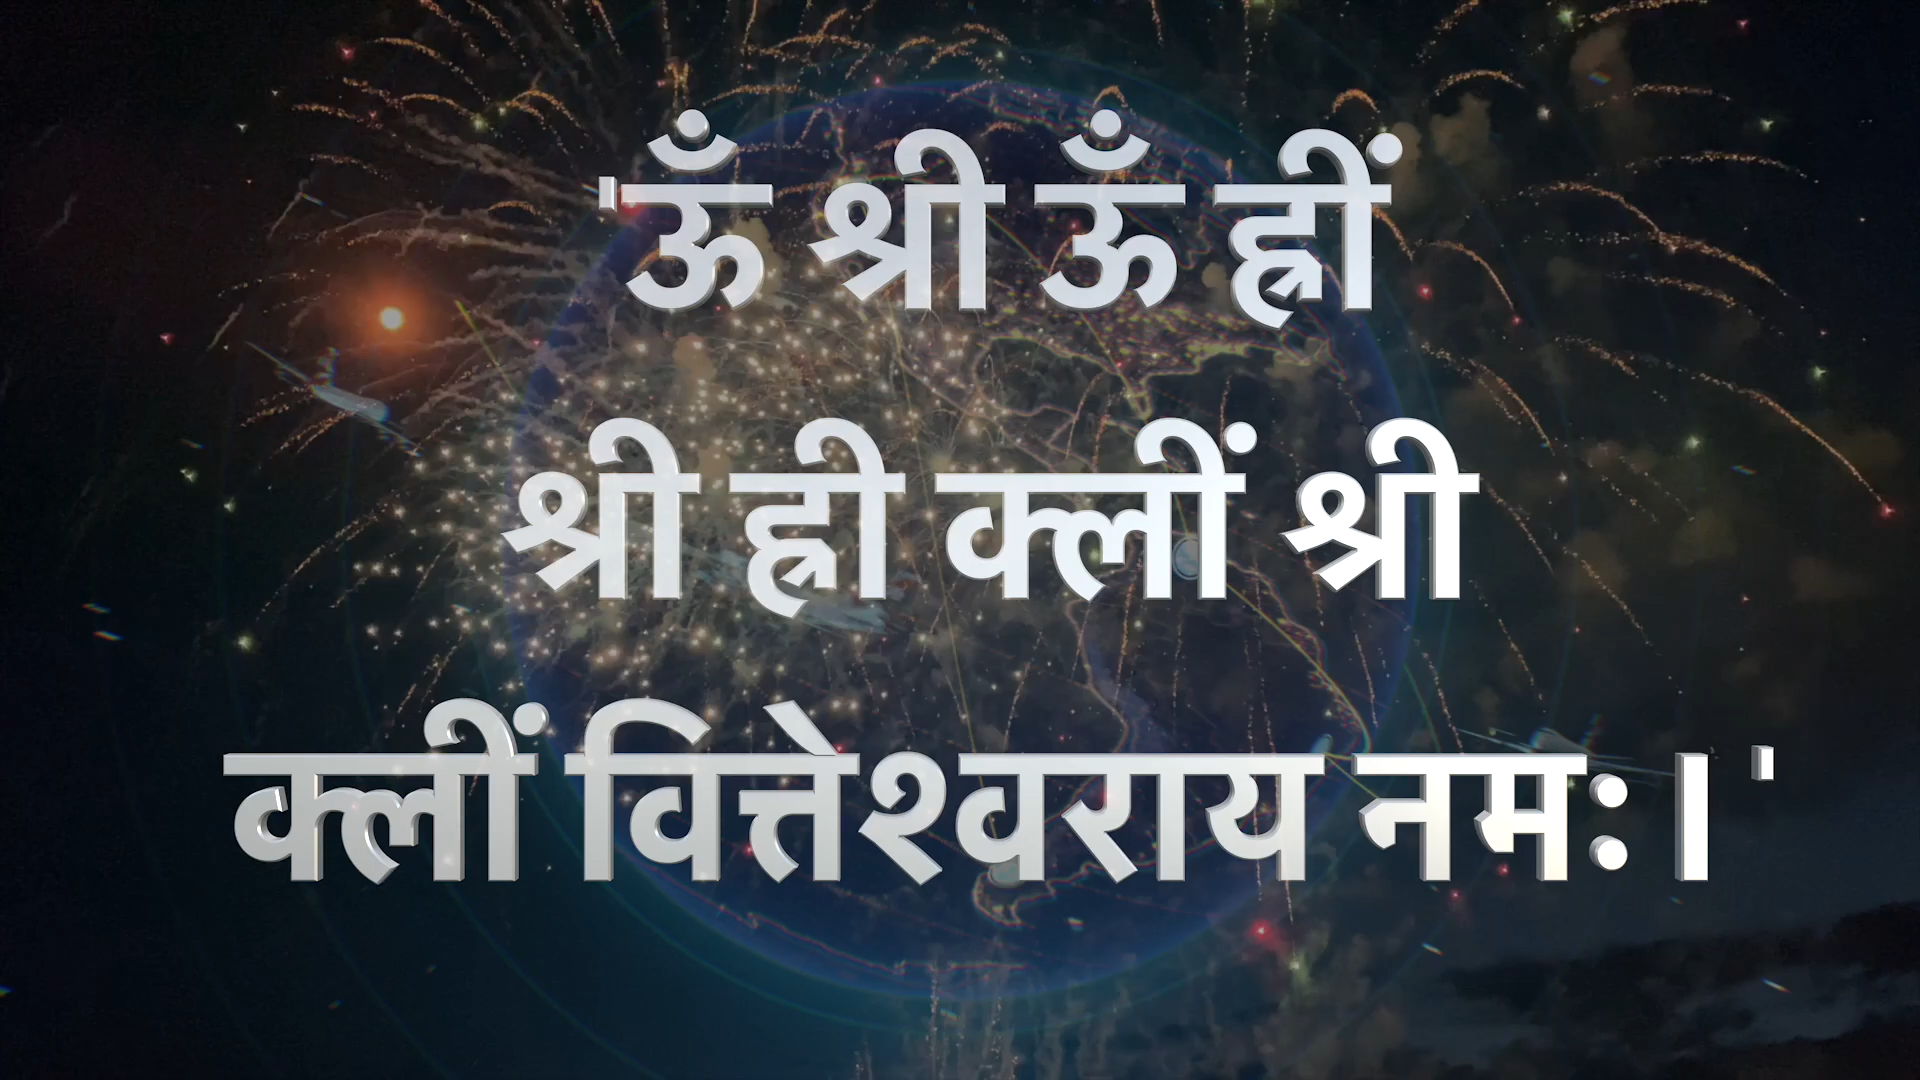 'ऊँ श्री ऊँ ह्रीं
श्री ह्री क्लीं श्री
क्लीं वित्तेश्वराय नमः। '